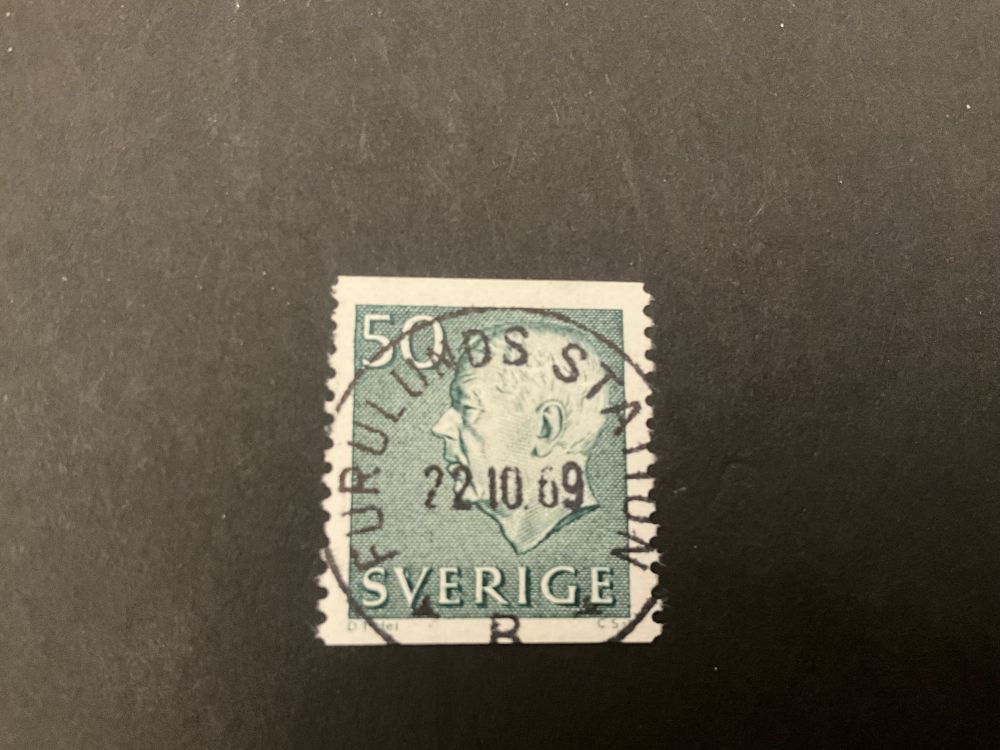 50
FURULUNDS STATION
22.10.69
SVERIGE
B